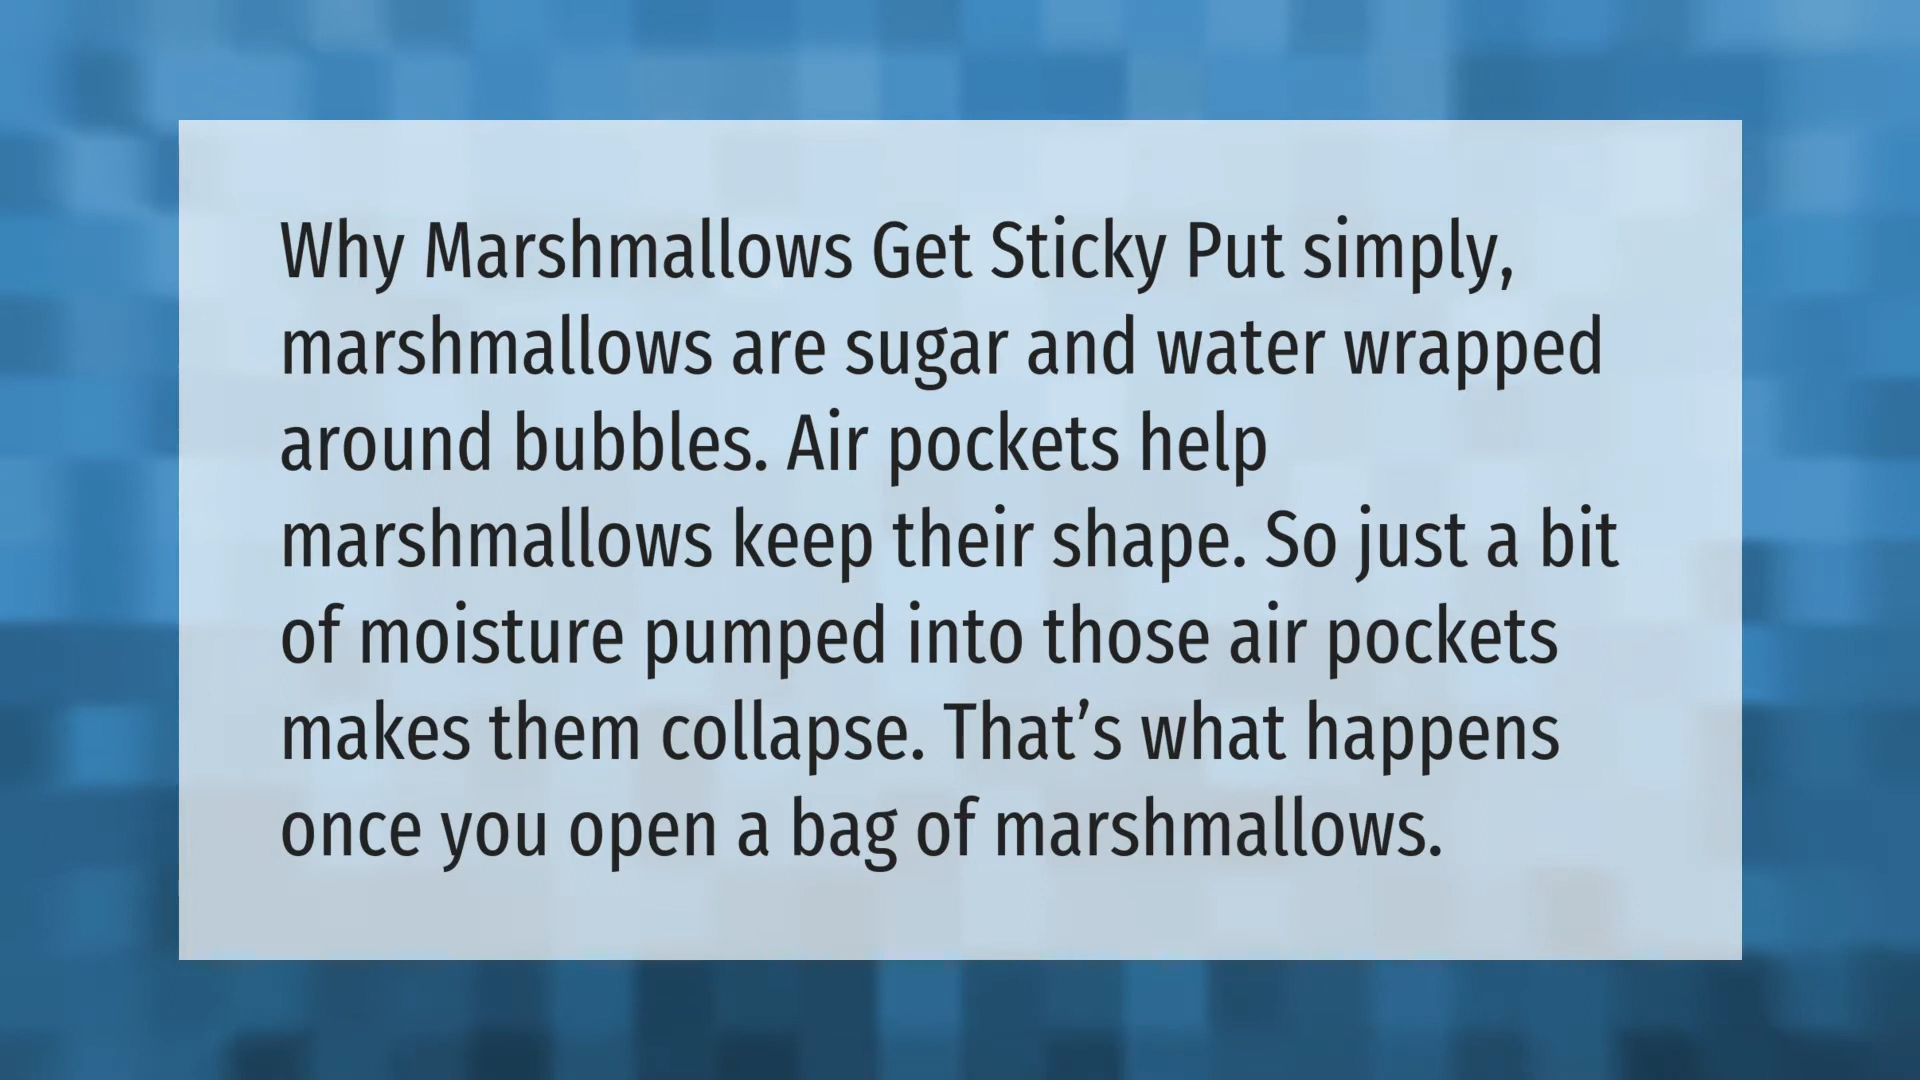 Why Marshmallows Get Sticky Put simply,
marshmallows are sugar and water wrapped
around bubbles. Air pockets help
marshmallows keep their shape. So just a bit
of moisture pumped into those air pockets
makes them collapse. That’s what happens
once you open a bag of marshmallows.